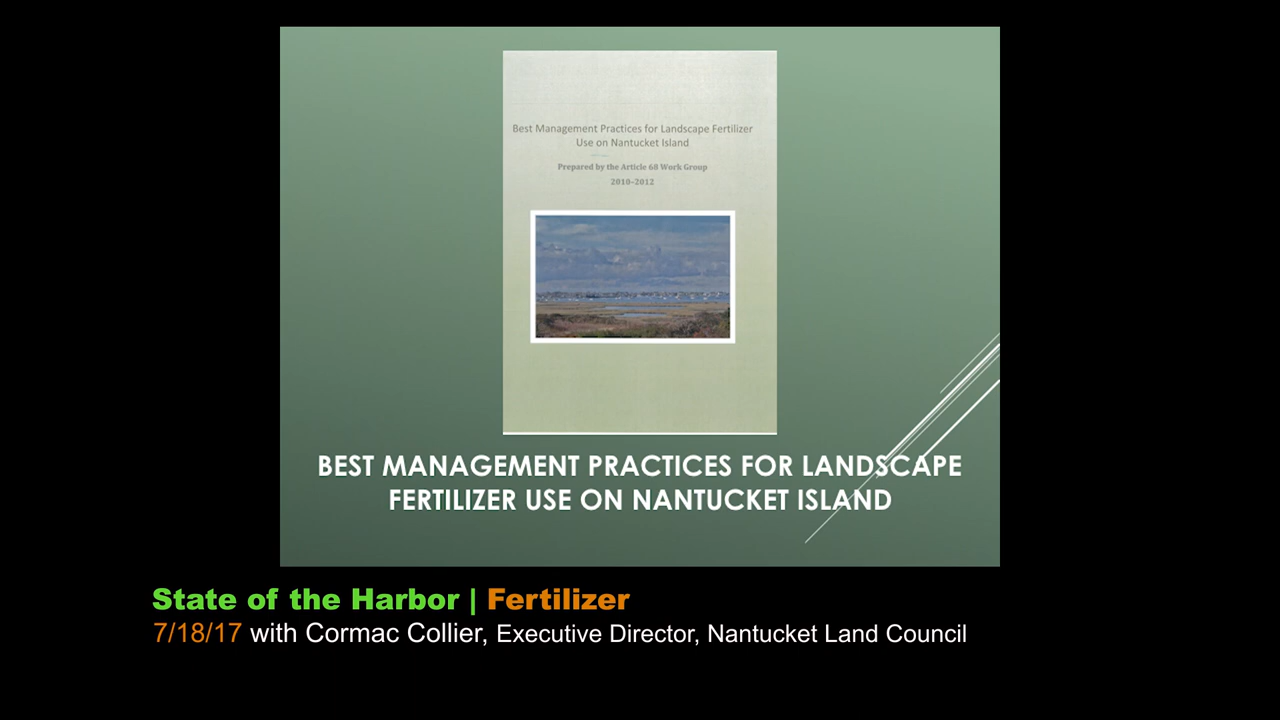 Best Management Practices for Landscape Fertilizer
Use on Nantucket Island
Prepared by the Article 68 Work Group
2010-2012
BEST MANAGEMENT PRACTICES FOR LANDSCAPE
FERTILIZER USE ON NANTUCKET ISLAND
State of the Harbor | Fertilizer
7/18/17 with Cormac Collier, Executive Director, Nantucket Land Council